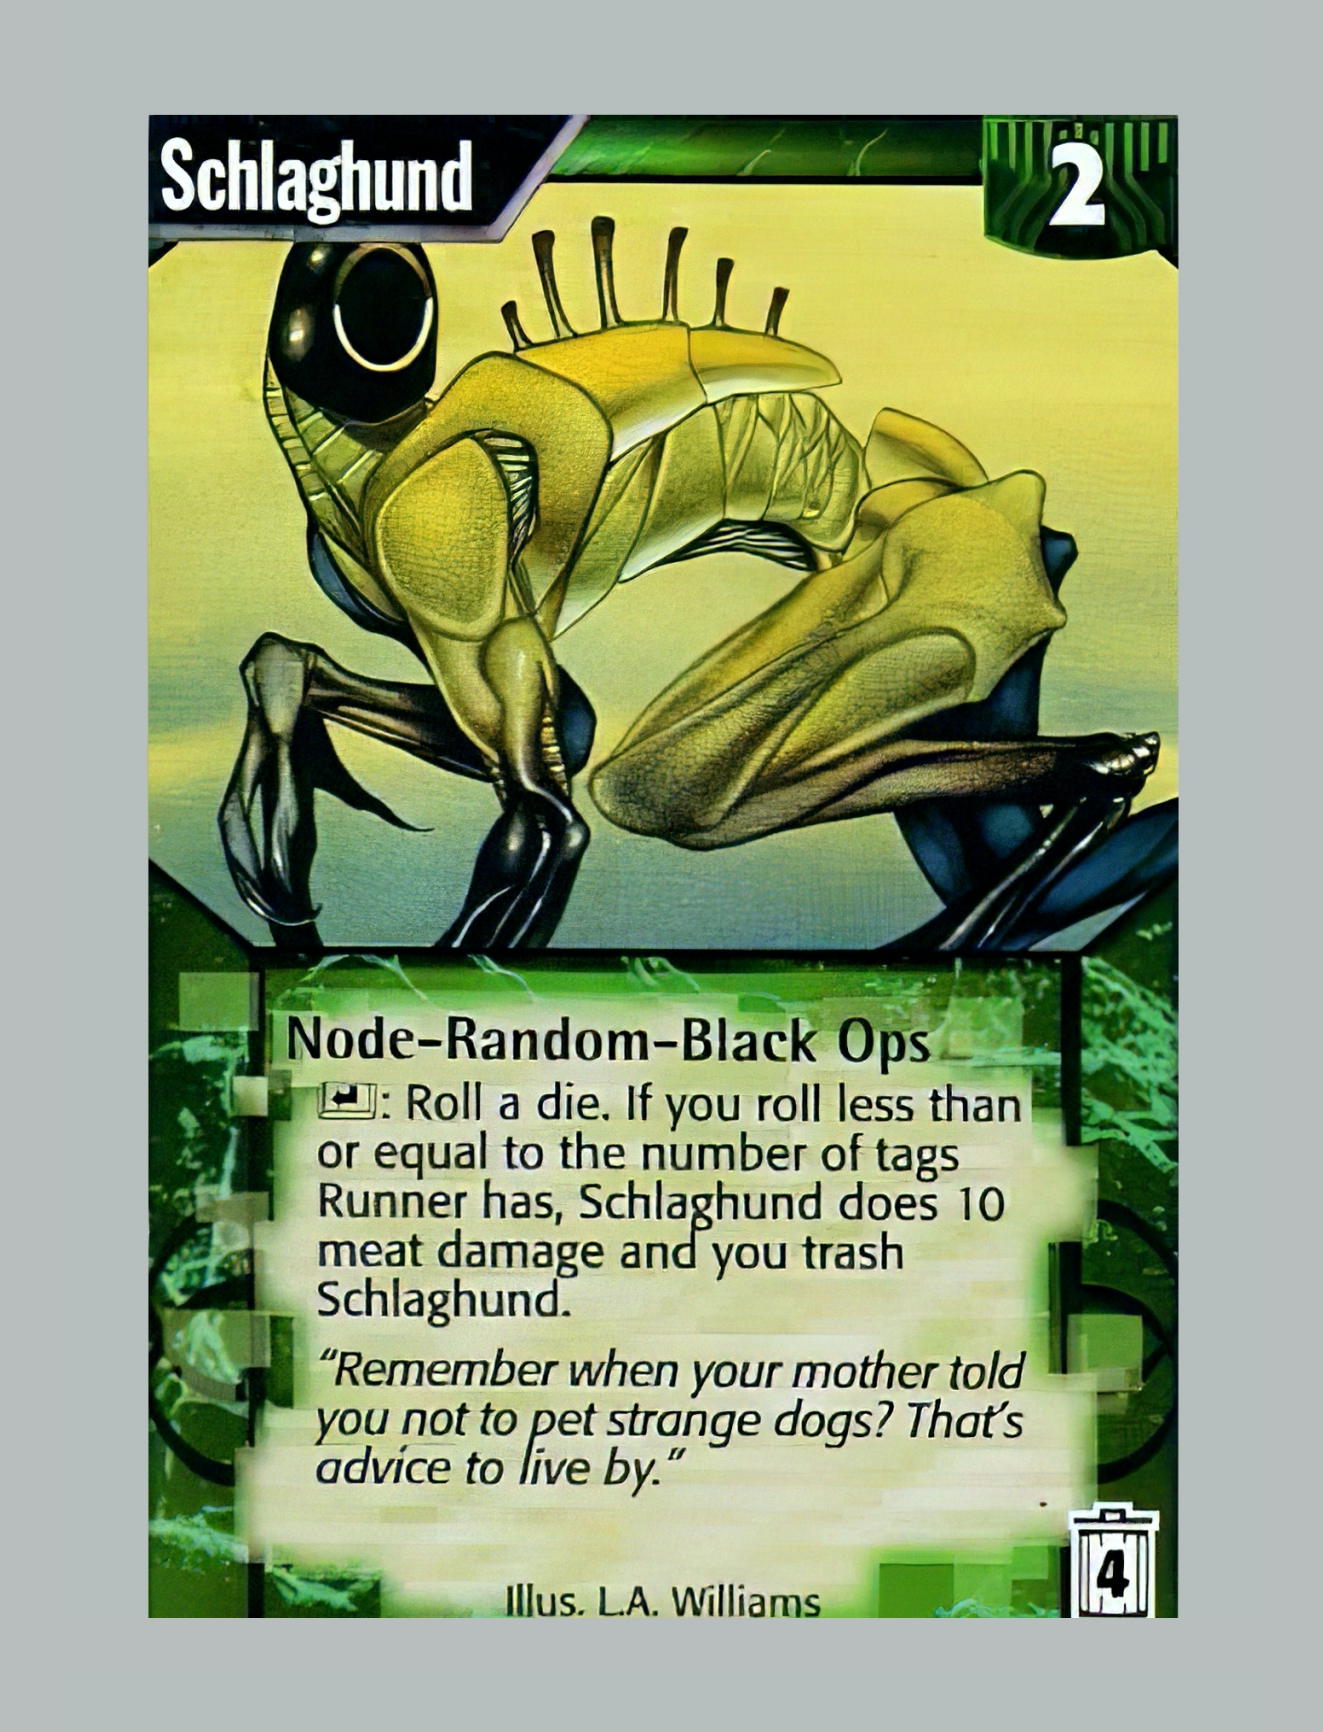 Schlaghund
2
Node-Random-Black Ops
: Roll a die. If you roll less than
or equal to the number of tags
Runner has, Schlaghund does 10
meat damage and you trash
Schlaghund.
“Remember when your mother told
you not to pet strange dogs? That’s
advice to live by.”
4
Illus. L.A. Williams